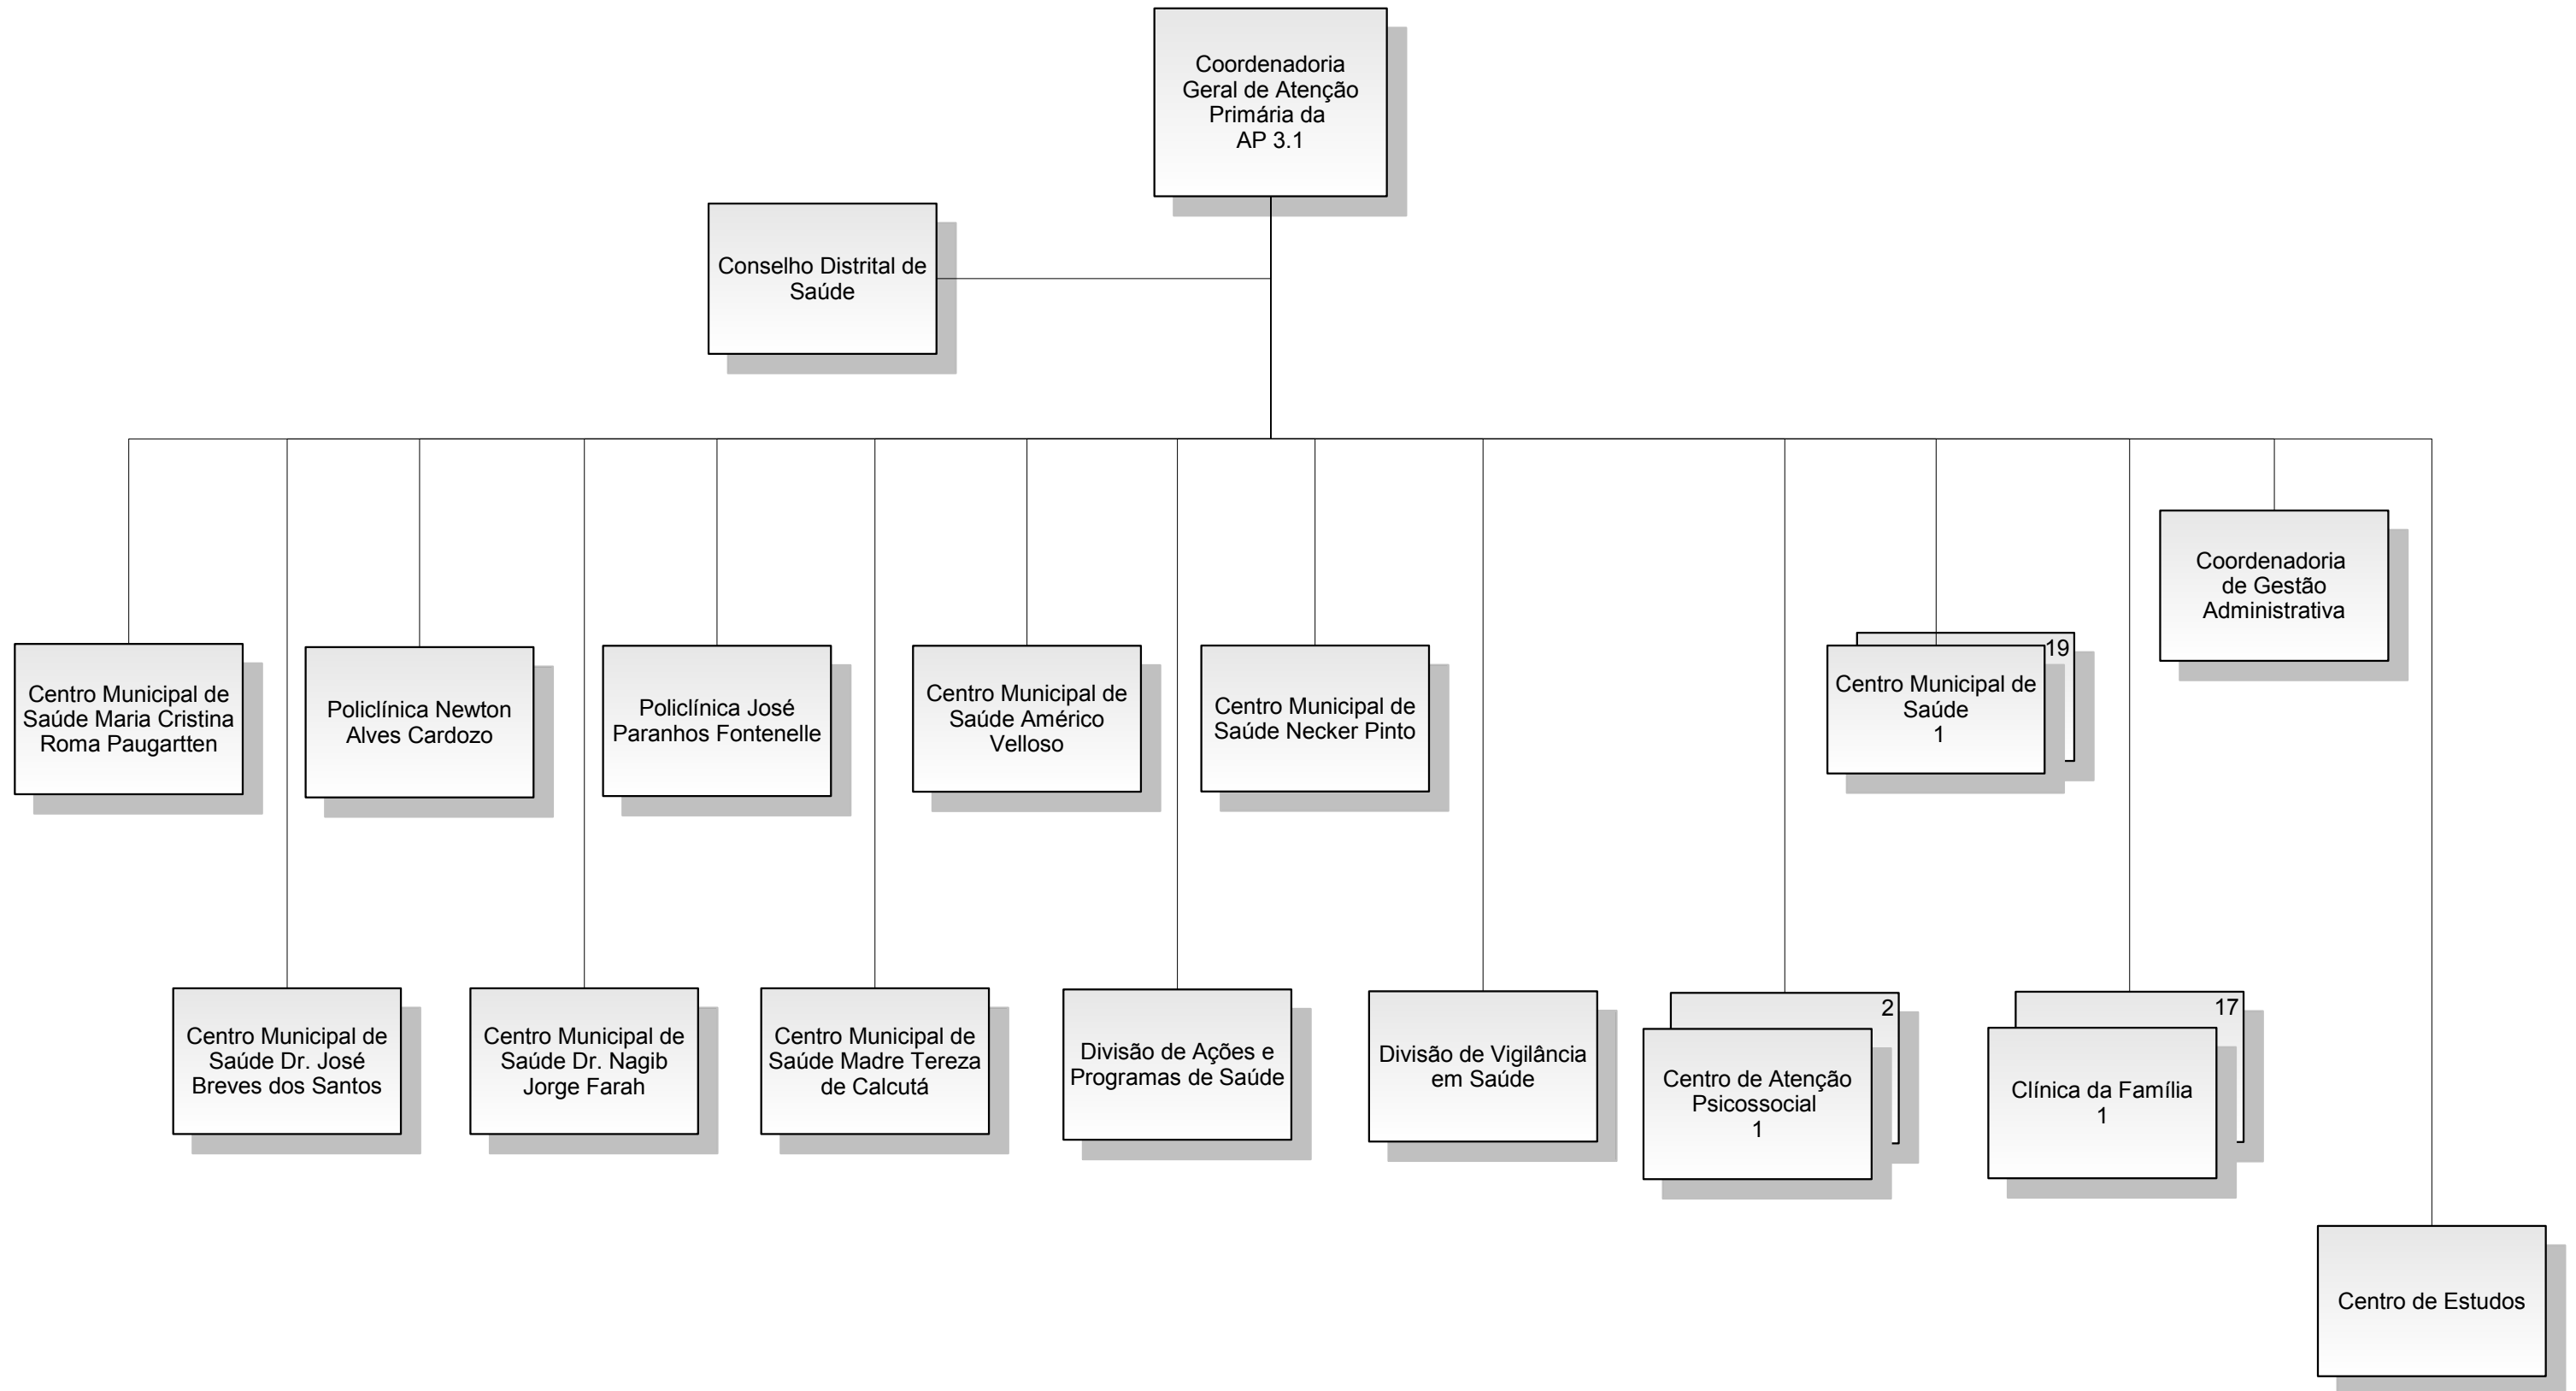 Coordenadoria
Geral de Atenção
Primária da
AP 3.1
Conselho Distrital de
Saúde
Coordenadoria
de Gestão
Administrativa
Centro Municipal de
Saúde Maria Cristina
Roma Paugartten
Policlínica Newton
Alves Cardozo
Policlínica José
Paranhos Fontenelle
Centro Municipal de
Saúde Américo
Velloso
Centro Municipal de
Saúde Necker Pinto
19
Centro Municipal de
Saúde
1
Centro Municipal de
Saúde Dr. José
Breves dos Santos
Centro Municipal de
Saúde Dr. Nagib
Jorge Farah
Centro Municipal de
Saúde Madre Tereza
de Calcutá
Divisão de Ações e
Programas de Saúde
Divisão de Vigilância
em Saúde
2
Centro de Atenção
Psicossocial
1
17
Clínica da Família
1
Centro de Estudos